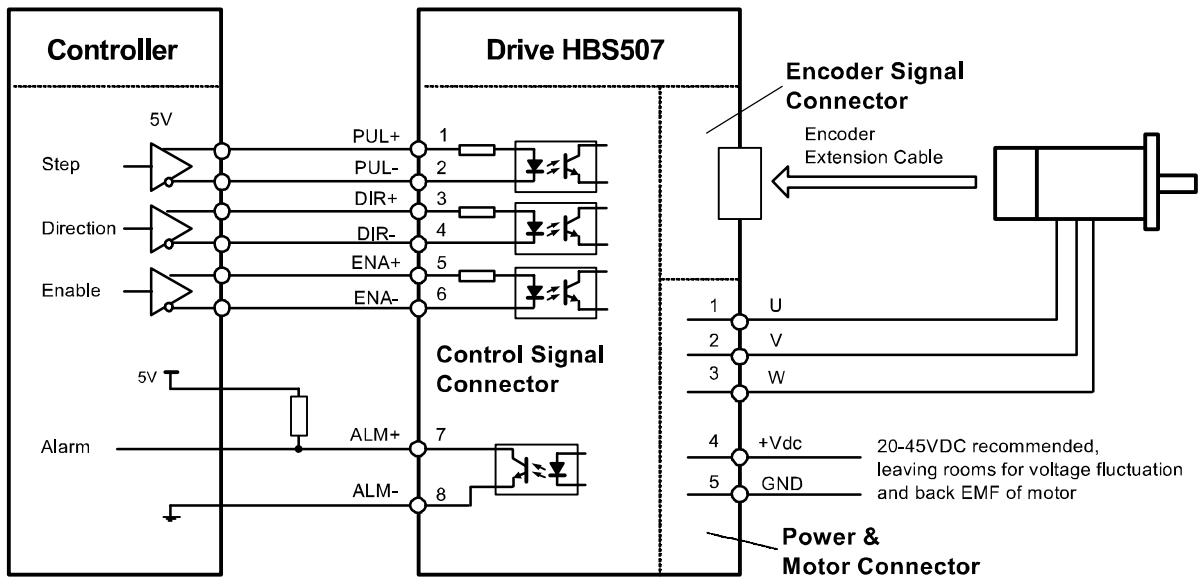 Controller
Drive HBS507
Encoder Signal
Connector
5V
Encoder
Extension Cable
Step
PUL+
1
PUL-
2
Direction
DIR+
3
DIR-
4
Enable
ENA+
5
ENA-
6
Control Signal
Connector
1
U
2
V
3
W
5V
Alarm
ALM+
7
ALM-
8
4
+Vdc
5
GND
20-45VDC recommended,
leaving rooms for voltage fluctuation
and back EMF of motor
Power &
Motor Connector